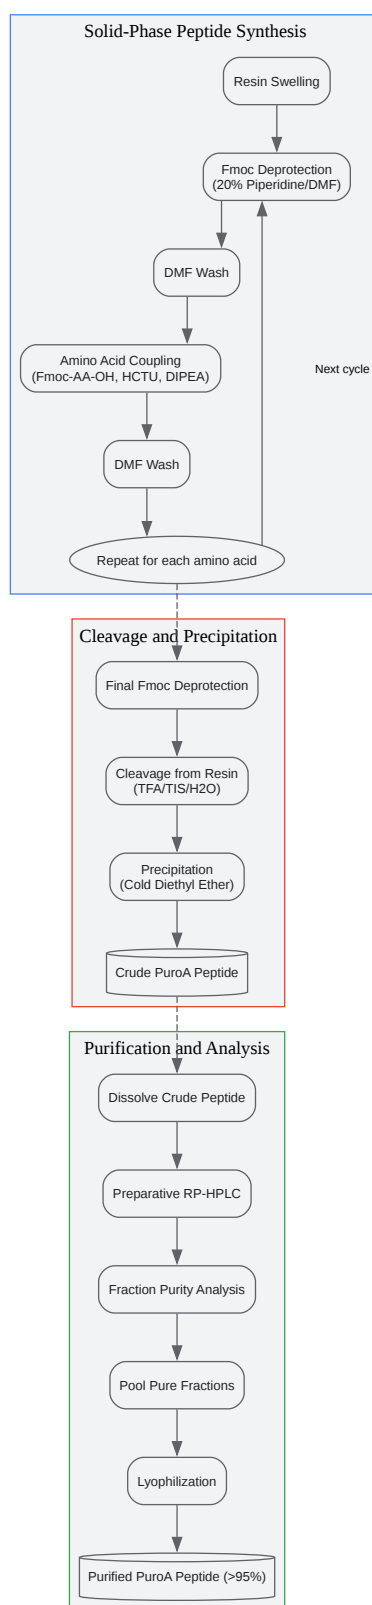 Solid-Phase Peptide Synthesis
Resin Swelling
Fmoc Deprotection
(20% Piperidine/DMF)
DMF Wash
Amino Acid Coupling
(Fmoc-AA-OH, HCTU, DIPEA)
Next cycle
DMF Wash
Repeat for each amino acid
Cleavage and Precipitation
Final Fmoc Deprotection
Cleavage from Resin
(TFA/TIS/H2O)
Precipitation
(Cold Diethyl Ether)
Crude PuroA Peptide
Purification and Analysis
Dissolve Crude Peptide
Preparative RP-HPLC
Fraction Purity Analysis
Pool Pure Fractions
Lyophilization
Purified PuroA Peptide (>95%)